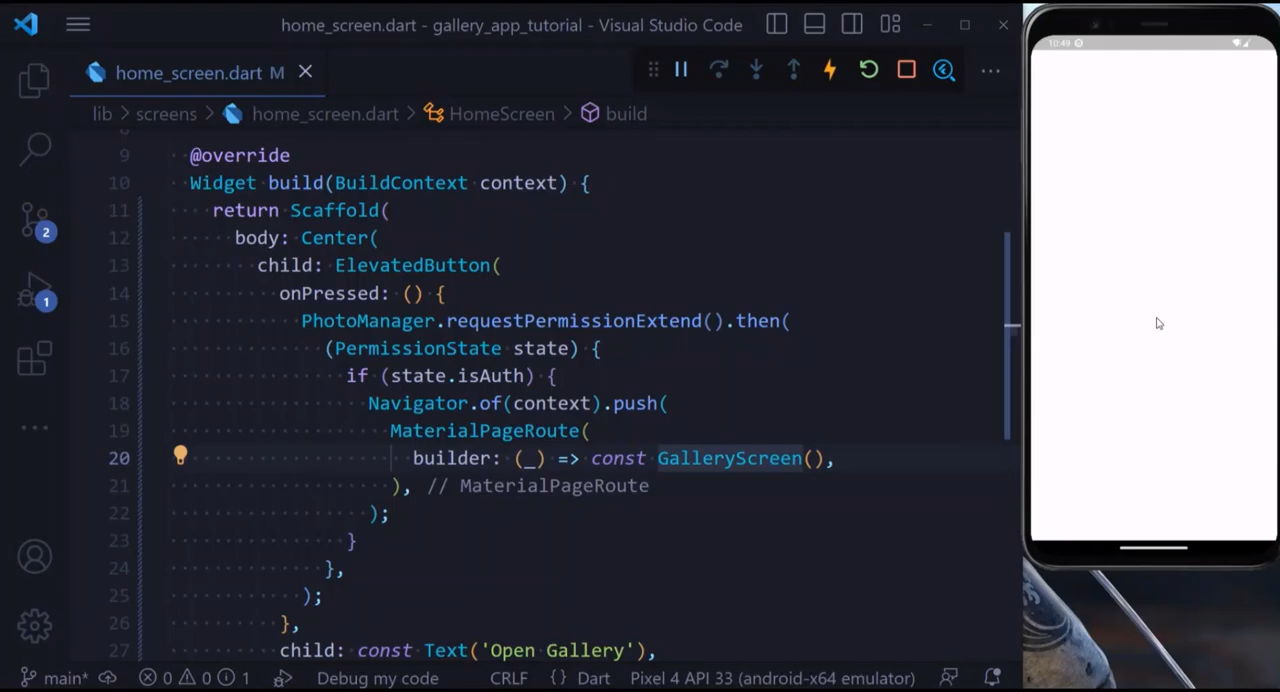 home_screen.dart - gallery_app_tutorial - Visual Studio Code
home_screen.dart M
lib > screens > home_screen.dart > HomeScreen > build
9 @override
10 Widget build(BuildContext context) {
11 return Scaffold(
12 body: Center(
13 child: ElevatedButton(
14 onPressed: () {
15 PhotoManager.requestPermissionExtend().then(
16 (PermissionState state) {
17 if (state.isAuth) {
18 Navigator.of(context).push(
19 MaterialPageRoute(
20 builder: (_) => const GalleryScreen(),
21 ), // MaterialPageRoute
22 );
23 }
24 },
25 );
26 },
27 child: const Text('Open Gallery'),
2
1
main* 0 0 1 Debug my code CRLF {} Dart Pixel 4 API 33 (android-x64 emulator)
10:49